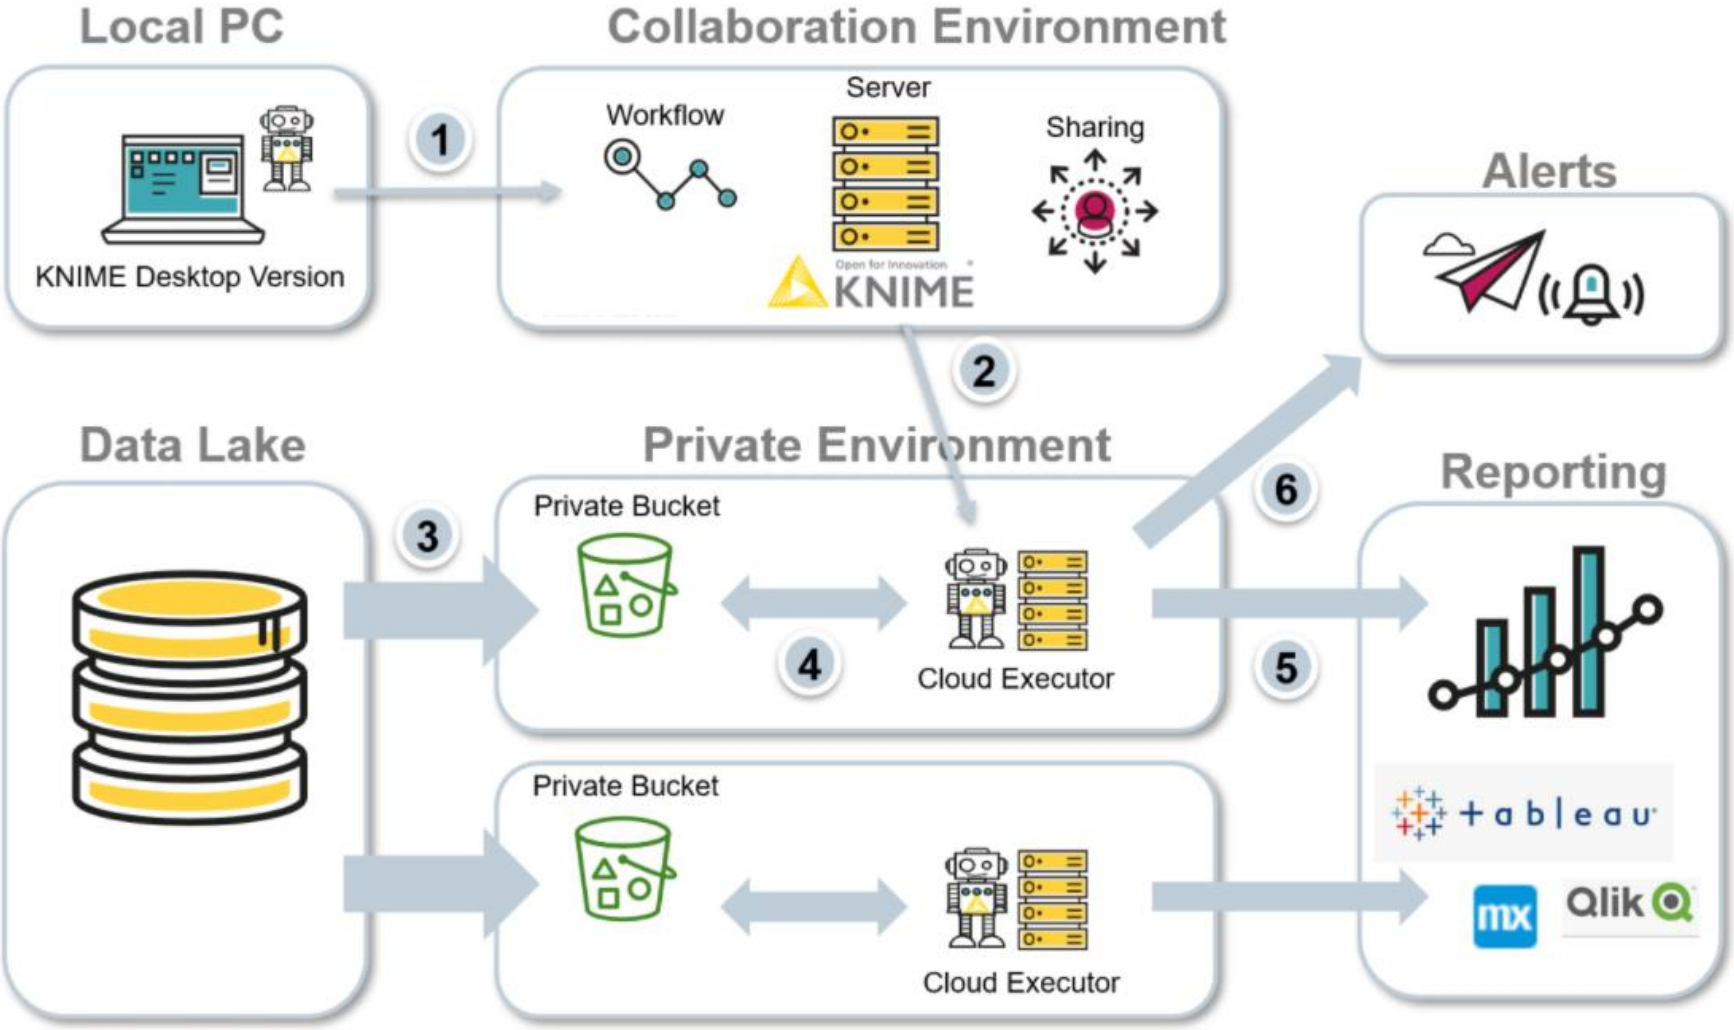 Local PC
Collaboration Environment
Server
Workflow
Sharing
1
KNIME Desktop Version
Open for Innovation
KNIME
Alerts
2
Data Lake
Private Environment
Reporting
Private Bucket
3
6
4
5
Cloud Executor
Private Bucket
+ a b l e a u
mx
Qlik
Cloud Executor